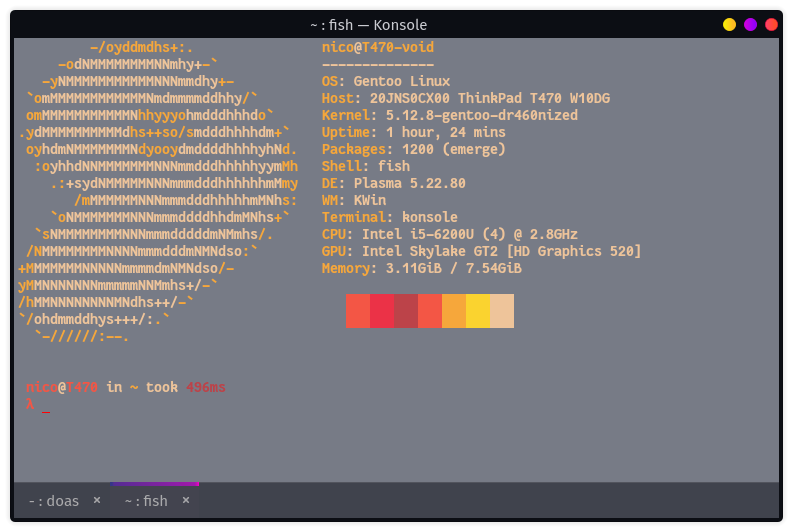 ~ : fish — Konsole
-/oyddmdhs+:.
-odNMMMMMMMMNNmhy+-`
-yNMMMMMMMMMMMNNNmmdhy+-
`omMMMMMMMMMMMMNmdmmmmddhhy/`
omMMMMMMMMMMMNhhyyyohmdddhhhdo`
.ydMMMMMMMMMMdhs++so/smdddhhhhdm+`
oyhdmNMMMMMMMNdyooydmddddhhhhyhNd.
:oyhhdNNMMMMMMMNNNmmdddhhhhhyymMh
.:+sydNMMMMMNNNmmmdddhhhhhhmMmy
/mMMMMMMNNNmmmdddhhhhhmMNhs:
`oNMMMMMMMNNNmmmddddhhdmMNhs+`
`sNMMMMMMMMNNNmmmdddddmNMmhs/.
/NMMMMMMMMNNNNmmmdddmNMNdso:`
+MMMMMMMNNNNNmmmmdmNMNdso/-
yMMNNNNNNNmmmmmNNMmhs+/-`
/hMMNNNNNNNNMNdhs++/-`
`/ohdmmddhys+++/:.`
`-//////:--.
nico@T470-void
--------------
OS: Gentoo Linux
Host: 20JNS0CX00 ThinkPad T470 W10DG
Kernel: 5.12.8-gentoo-dr460nized
Uptime: 1 hour, 24 mins
Packages: 1200 (emerge)
Shell: fish
DE: Plasma 5.22.80
WM: KWin
Terminal: konsole
CPU: Intel i5-6200U (4) @ 2.8GHz
GPU: Intel Skylake GT2 [HD Graphics 520]
Memory: 3.11GiB / 7.54GiB
nico@T470 in ~ took 496ms
λ _
~ : doas ×
~ : fish ×